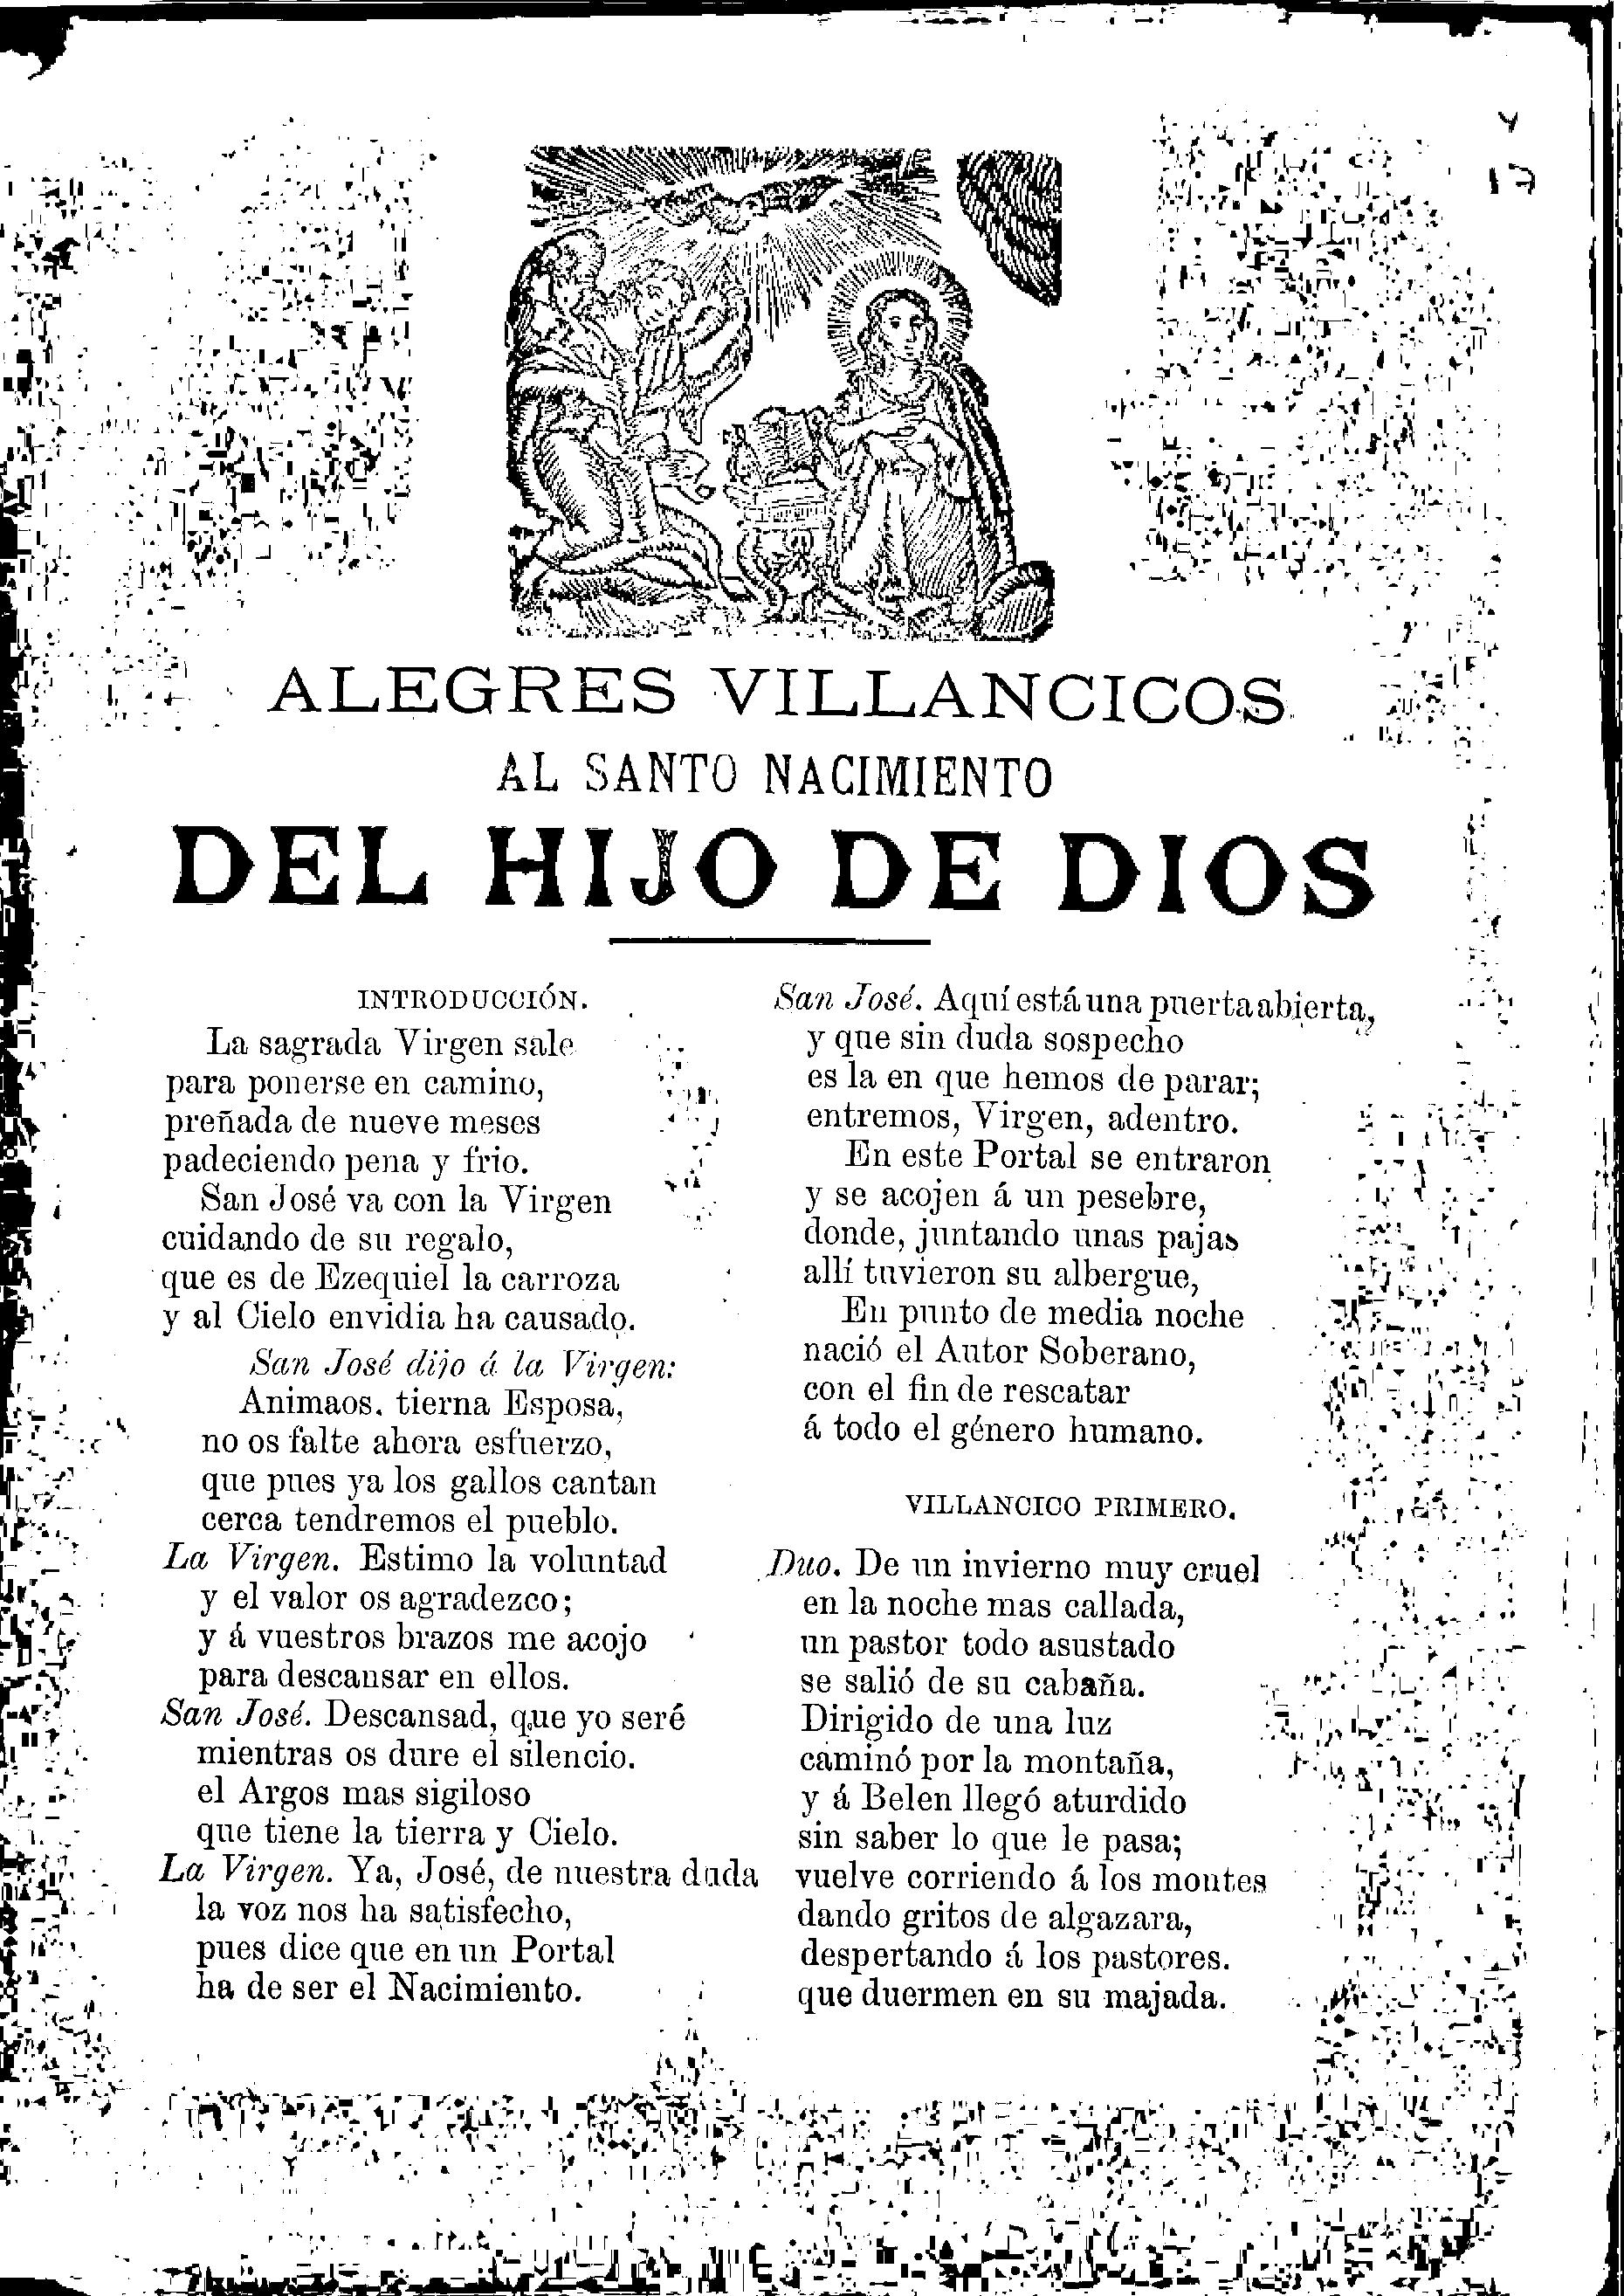 17
ALEGRES VILLANCICOS
AL SANTO NACIMIENTO
DEL HIJO DE DIOS
INTRODUCCIÓN.
La sagrada Virgen sale
para ponerse en camino,
preñada de nueve meses
padeciendo pena y frio.
San José va con la Virgen
cuidando de su regalo,
que es de Ezequiel la carroza
y al Cielo envidia ha causado.
San José dijo á la Virgen:
Animaos, tierna Esposa,
no os falte ahora esfuerzo,
que pues ya los gallos cantan
cerca tendremos el pueblo.
La Virgen. Estimo la voluntad
y el valor os agradezco;
y á vuestros brazos me acojo
para descansar en ellos.
San José. Descansad, que yo seré
mientras os dure el silencio.
el Argos mas sigiloso
que tiene la tierra y Cielo.
La Virgen. Ya, José, de nuestra duda
la voz nos ha satisfecho,
pues dice que en un Portal
ha de ser el Nacimiento.
San José. Aquí está una puerta abierta,
y que sin duda sospecho
es la en que hemos de parar;
entremos, Virgen, adentro.
En este Portal se entraron
y se acojen á un pesebre,
donde, juntando unas pajas
allí tuvieron su albergue,
En punto de media noche
nació el Autor Soberano,
con el fin de rescatar
á todo el género humano.
VILLANCICO PRIMERO.
Duo. De un invierno muy cruel
en la noche mas callada,
un pastor todo asustado
se salió de su cabaña.
Dirigido de una luz
caminó por la montaña,
y á Belen llegó aturdido
sin saber lo que le pasa;
vuelve corriendo á los montes
dando gritos de algazara,
despertando á los pastores.
que duermen en su majada.